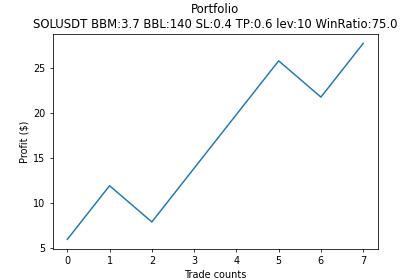 Portfolio
SOLUSDT BBM:3.7 BBL:140 SL:0.4 TP:0.6 lev:10 WinRatio:75.0
25
20
15
10
5
Profit ($)
0 1 2 3 4 5 6 7
Trade counts